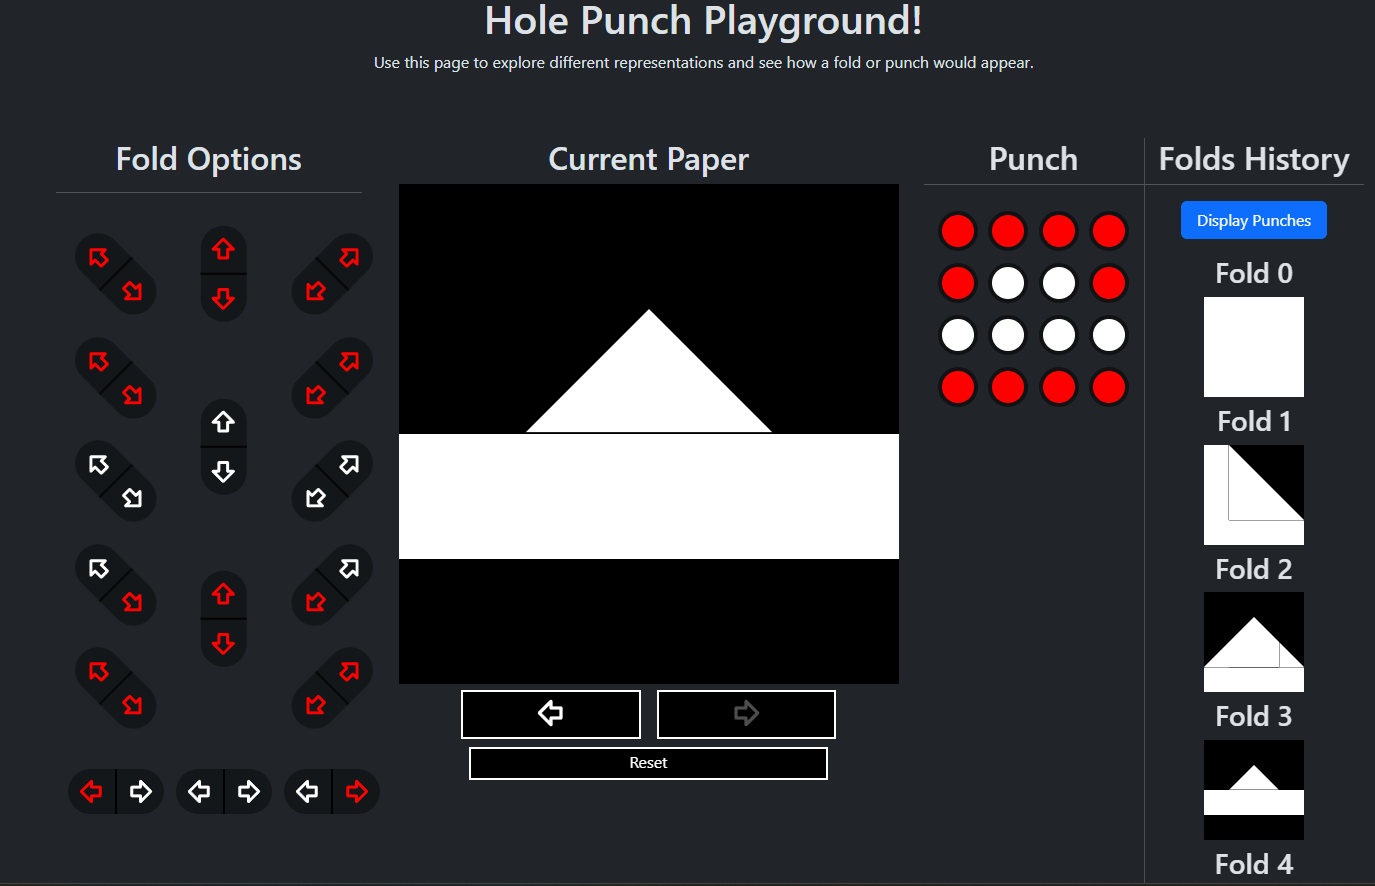 Hole Punch Playground!
Use this page to explore different representations and see how a fold or punch would appear.
Fold Options
Current Paper
Punch
Folds History
Display Punches
Fold 0
Fold 1
Fold 2
Fold 3
Fold 4
Reset